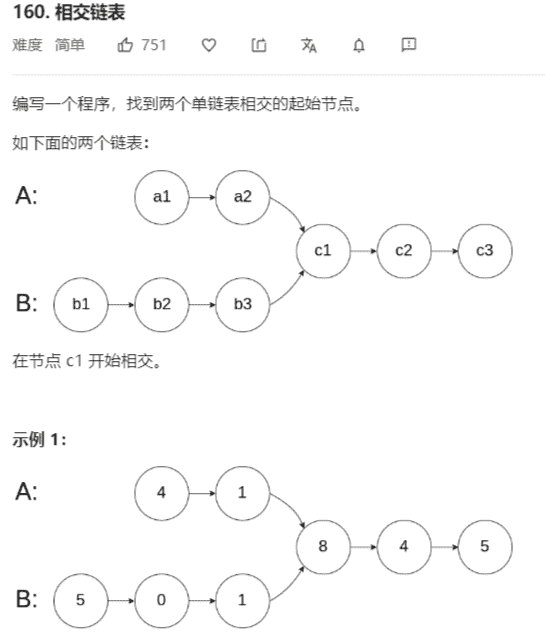 160. 相交链表
难度 简单 751
编写一个程序，找到两个单链表相交的起始节点。
如下面的两个链表：
A: a1 a2
c1 c2 c3
B: b1 b2 b3
在节点 c1 开始相交。
示例 1：
A: 4 1
8 4 5
B: 5 0 1